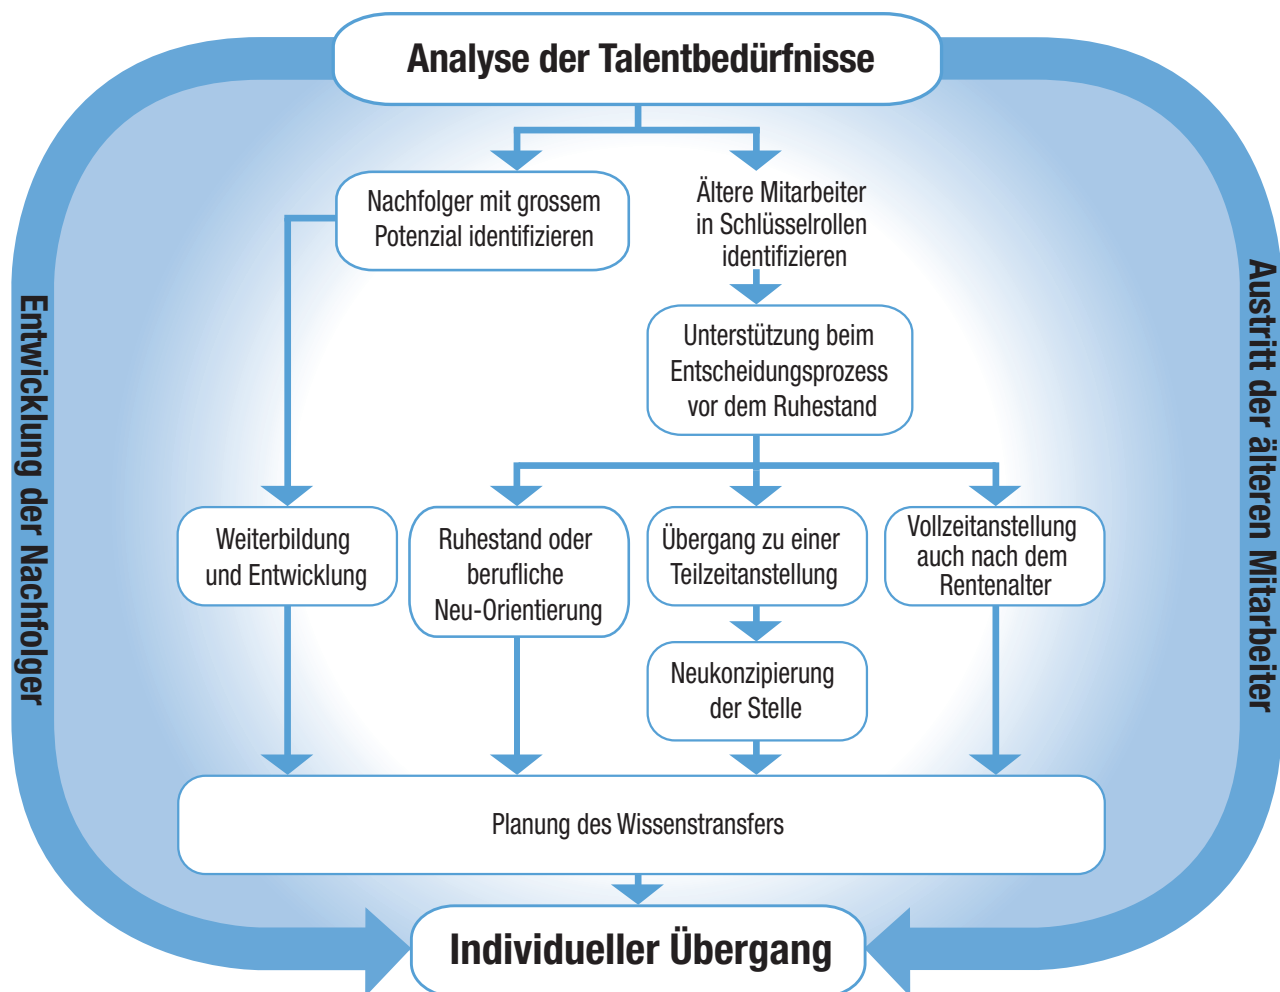 Analyse der Talentbedürfnisse
Nachfolger mit grossem
Potenzial identifizieren
Ältere Mitarbeiter
in Schlüsselrollen
identifizieren
Unterstützung beim
Entscheidungsprozess
vor dem Ruhestand
Weiterbildung
und Entwicklung
Ruhestand oder
berufliche
Neu-Orientierung
Übergang zu einer
Teilzeitanstellung
Vollzeitanstellung
auch nach dem
Rentenalter
Neukonzipierung
der Stelle
Planung des Wissenstransfers
Individueller Übergang
Entwicklung der Nachfolger
Austritt der älteren Mitarbeiter